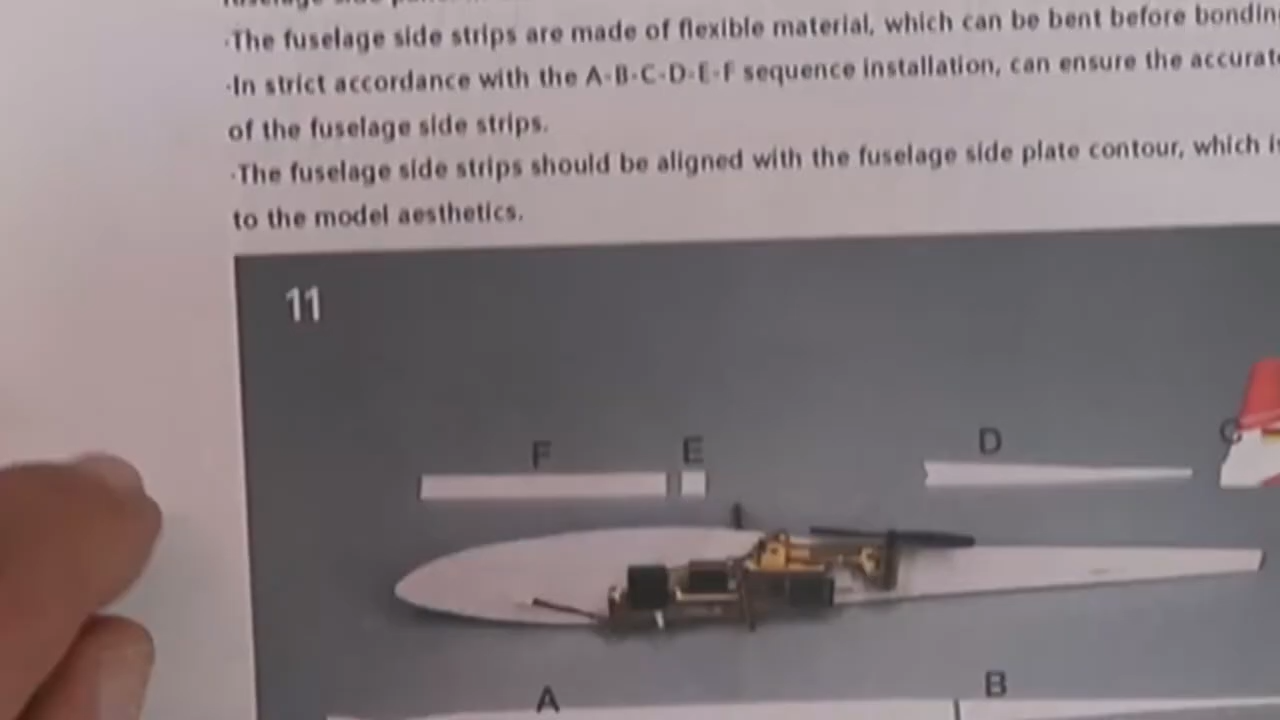 ·The fuselage side strips are made of flexible material, which can be bent before
·In strict accordance with the A-B-C-D-E-F sequence installation, can ensure the
of the fuselage side strips.
·The fuselage side strips should be aligned with the fuselage side plate contour, which
to the model aesthetics.
11
F E D C
A B